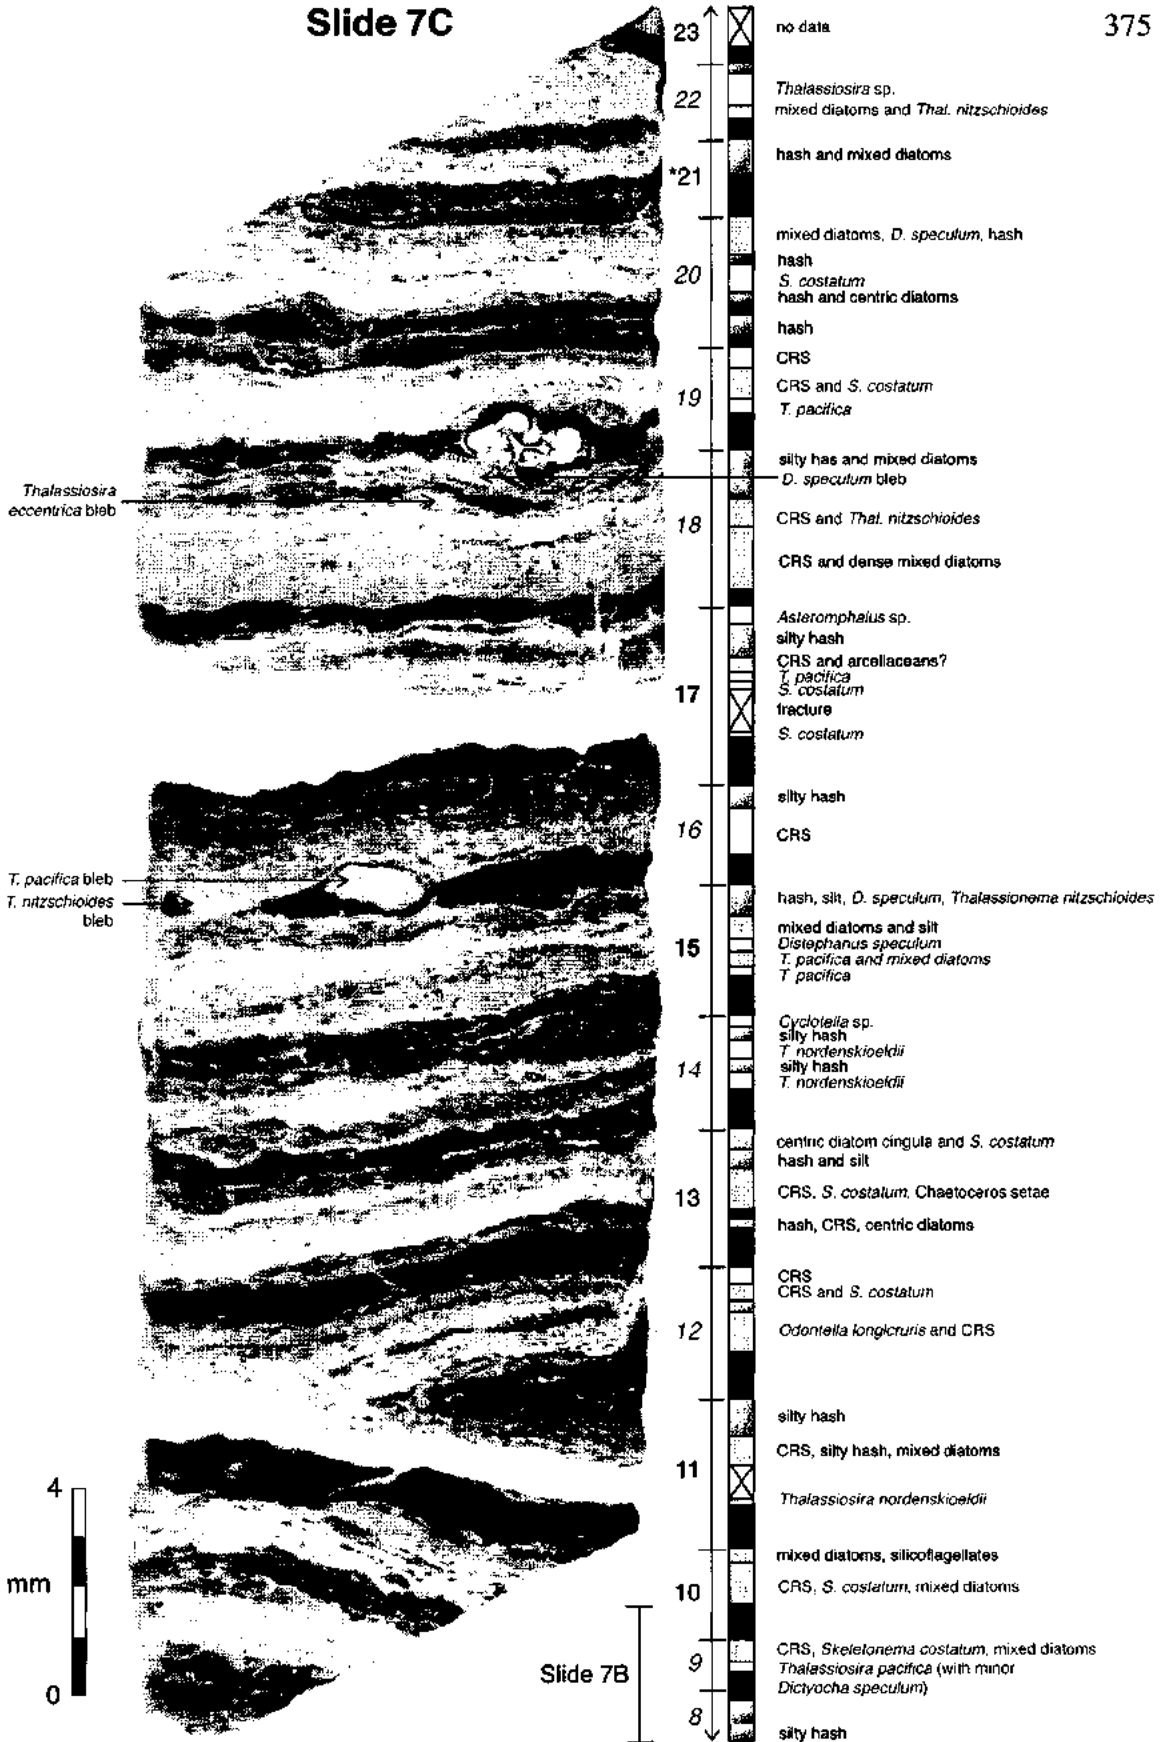 Slide 7C
375
23
no data
22
Thalassiosira sp.
mixed diatoms and Thal. nitzschioides
*21
hash and mixed diatoms
20
mixed diatoms, D. speculum, hash
hash
S. costatum
hash and centric diatoms
hash
19
CRS
CRS and S. costatum
T. pacifica
18
silty has and mixed diatoms
D. speculum bleb
Thalassiosira
eccentrica bleb
CRS and Thal. nitzschioides
CRS and dense mixed diatoms
17
Asteromphalus sp.
silty hash
CRS and arcellaceans?
T. pacifica
S. costatum
fracture
S. costatum
16
silty hash
CRS
T. pacifica bleb
T. nitzschioides
bleb
15
hash, silt, D. speculum, Thalassionema nitzschioides
mixed diatoms and silt
Distephanus speculum
T. pacifica and mixed diatoms
T. pacifica
14
Cyclotella sp.
silty hash
T. nordenskioeldii
silty hash
T. nordenskioeldii
13
centric diatom cingula and S. costatum
hash and silt
CRS, S. costatum, Chaetoceros setae
hash, CRS, centric diatoms
12
CRS
CRS and S. costatum
Odontella longicruris and CRS
11
silty hash
CRS, silty hash, mixed diatoms
Thalassiosira nordenskioeldii
10
mixed diatoms, silicoflagellates
CRS, S. costatum, mixed diatoms
9
CRS, Skeletonema costatum, mixed diatoms
Thalassiosira pacifica (with minor
Dictyocha speculum)
8
silty hash
Slide 7B
4
mm
0